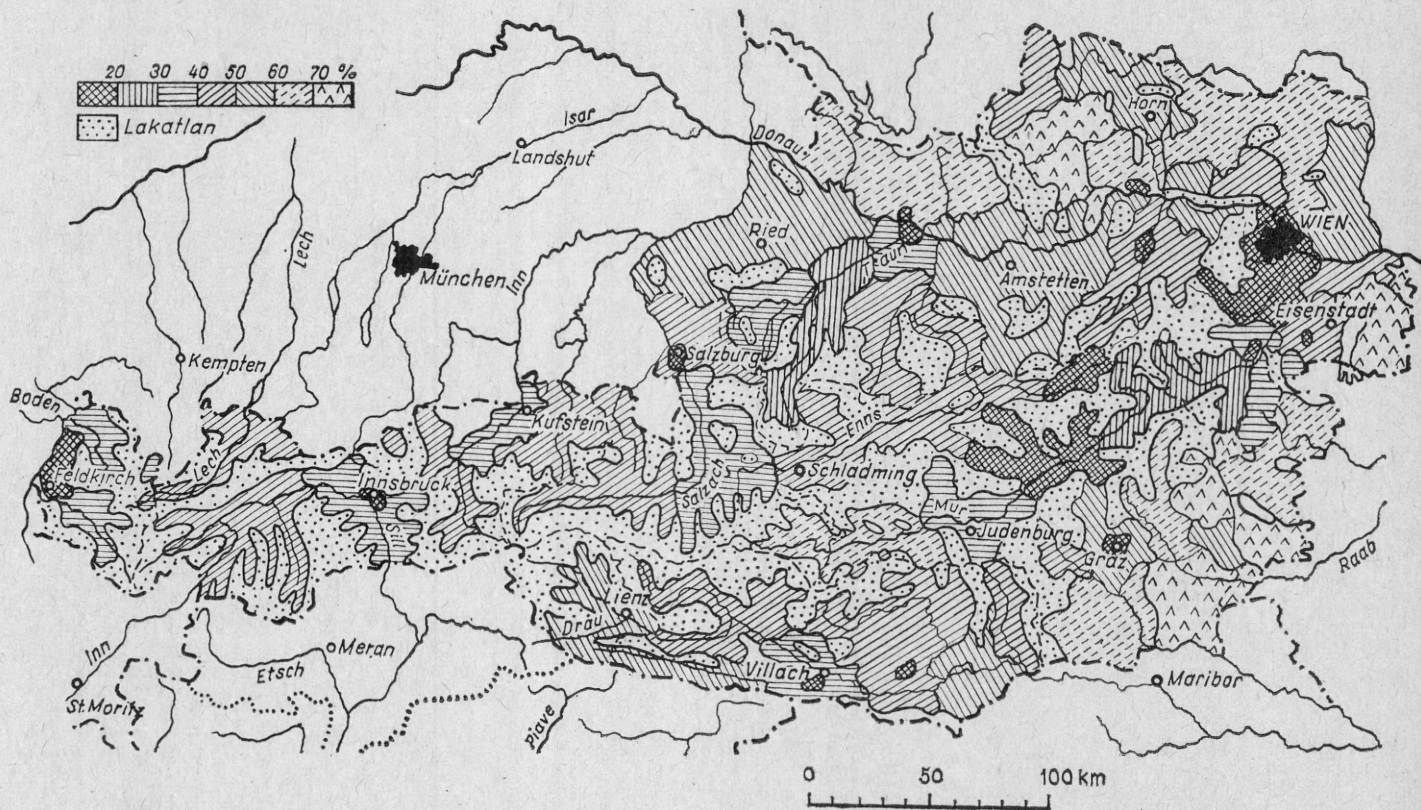 20 30 40 50 60 70 %
Lakatlan
Horn
Isar
Landshut
Donau
WIEN
Ried
Lech
Traun
München
Inn
Amstetten
Eisenstadt
Salzburg
Kempten
Boden
Kufstein
Enns
Lech
Feldkirch
Innsbruck
Salzach
Schladming
Mur
Judenburg
Graz
Raab
Lienz
Drau
Inn
Meran
Etsch
Villach
St. Moritz
Maribor
Piave
0 50 100 km